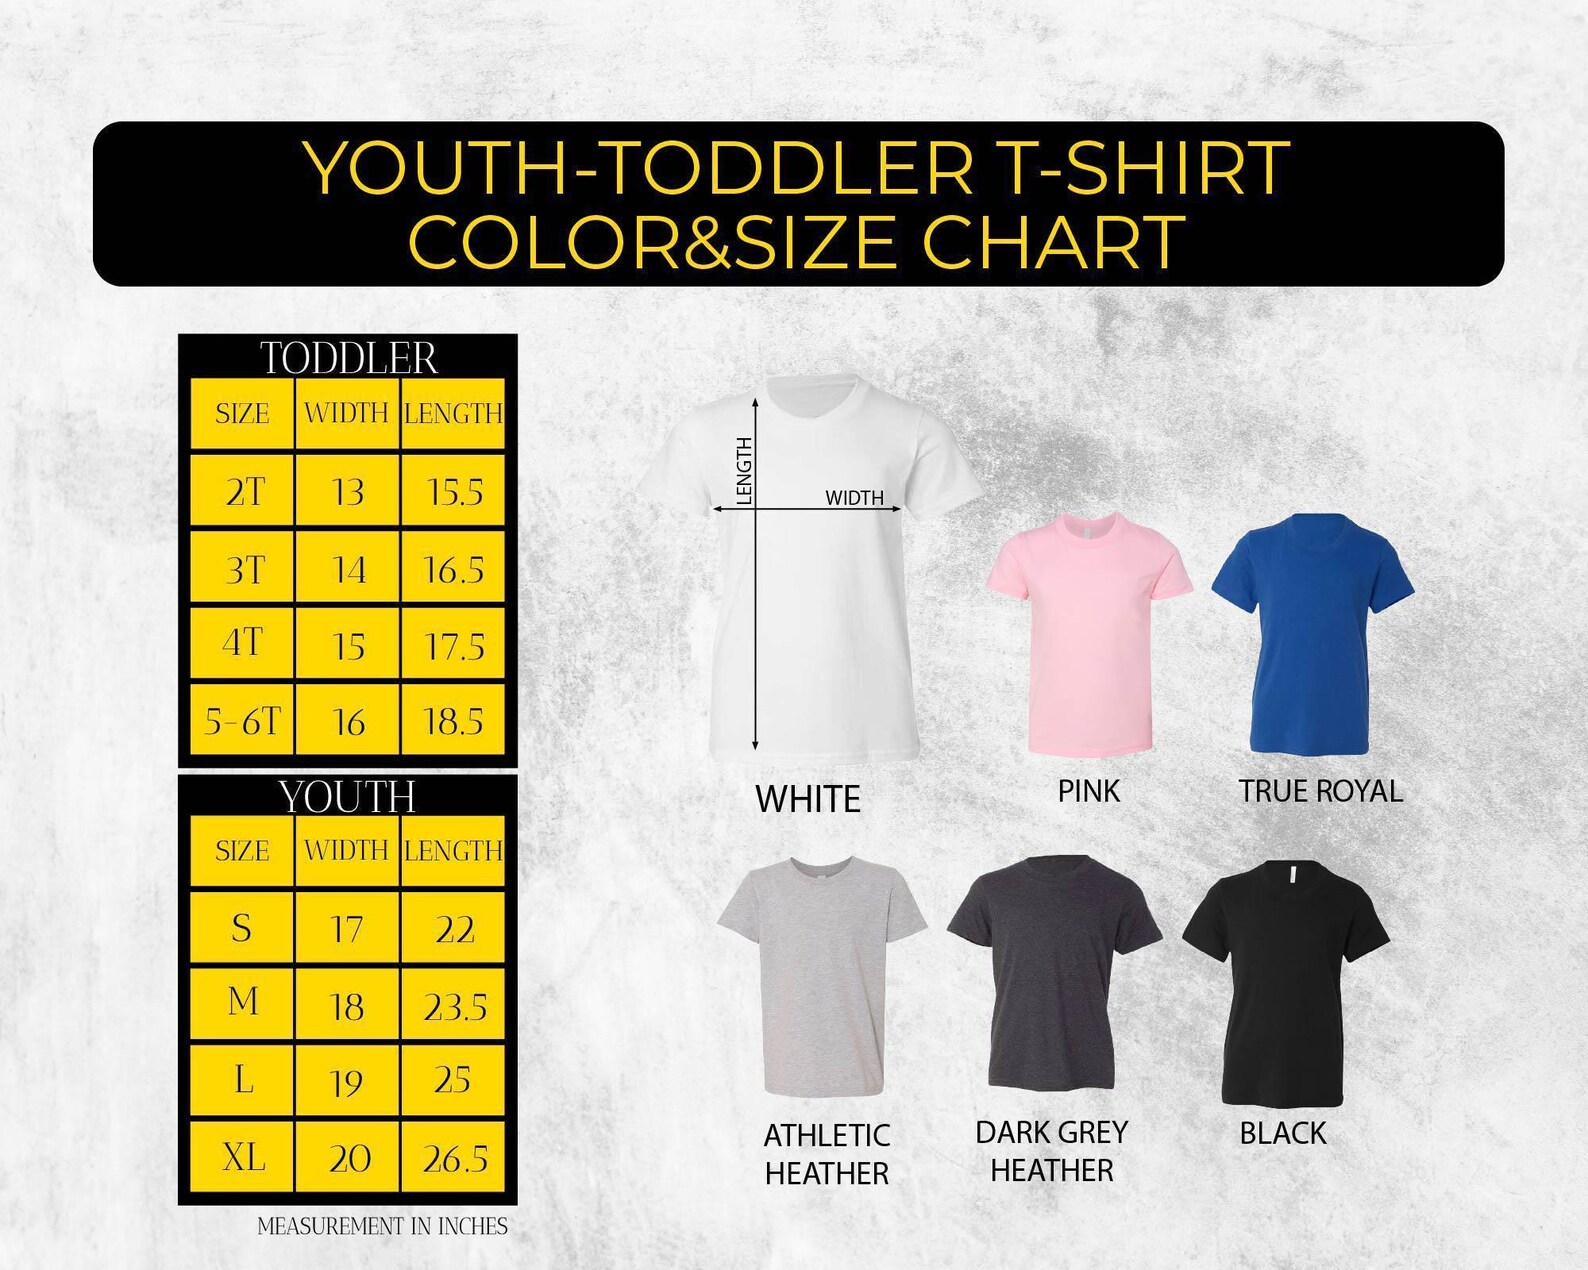 YOUTH-TODDLER T-SHIRT
COLOR&SIZE CHART
TODDLER
SIZE WIDTH LENGTH
2T 13 15.5
3T 14 16.5
4T 15 17.5
5-6T 16 18.5
YOUTH
SIZE WIDTH LENGTH
S 17 22
M 18 23.5
L 19 25
XL 20 26.5
MEASUREMENT IN INCHES
LENGTH
WIDTH
WHITE
PINK
TRUE ROYAL
ATHLETIC
HEATHER
DARK GREY
HEATHER
BLACK